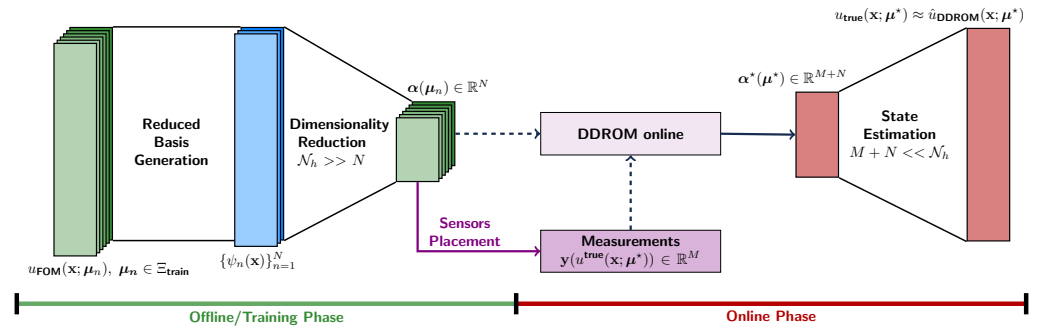 u_true(x; μ*) ≈ û_DDROM(x; μ*)
α(μ_n) ∈ ℝ^N
α*(μ*) ∈ ℝ^{M+N}
Reduced
Basis
Generation
Dimensionality
Reduction
𝒩_h >> N
DDROM online
State
Estimation
M + N << 𝒩_h
Sensors
Placement
Measurements
y(u^true(x; μ*)) ∈ ℝ^M
u_FOM(x; μ_n), μ_n ∈ Ξ_train
{ψ_n(x)}_{n=1}^N
Offline/Training Phase
Online Phase